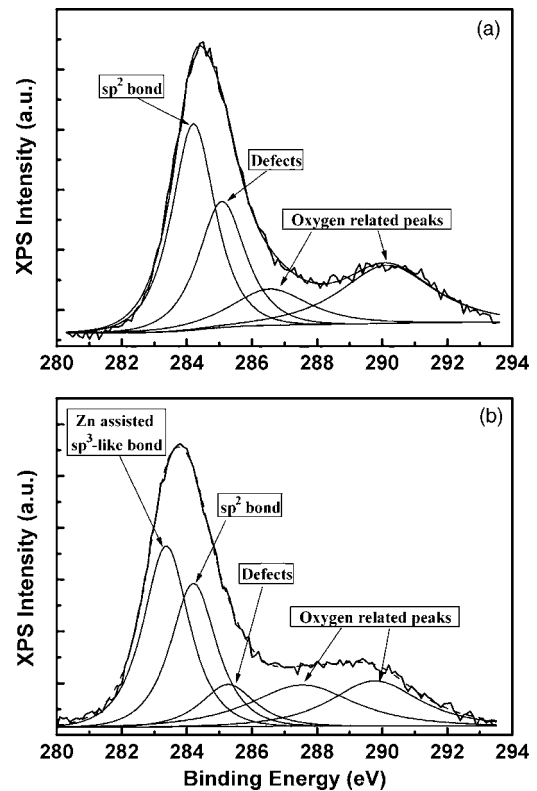 (a)
sp² bond
Defects
Oxygen related peaks
XPS Intensity (a.u.)
280 282 284 286 288 290 292 294
(b)
Zn assisted
sp³-like bond
sp² bond
Defects
Oxygen related peaks
XPS Intensity (a.u.)
280 282 284 286 288 290 292 294
Binding Energy (eV)